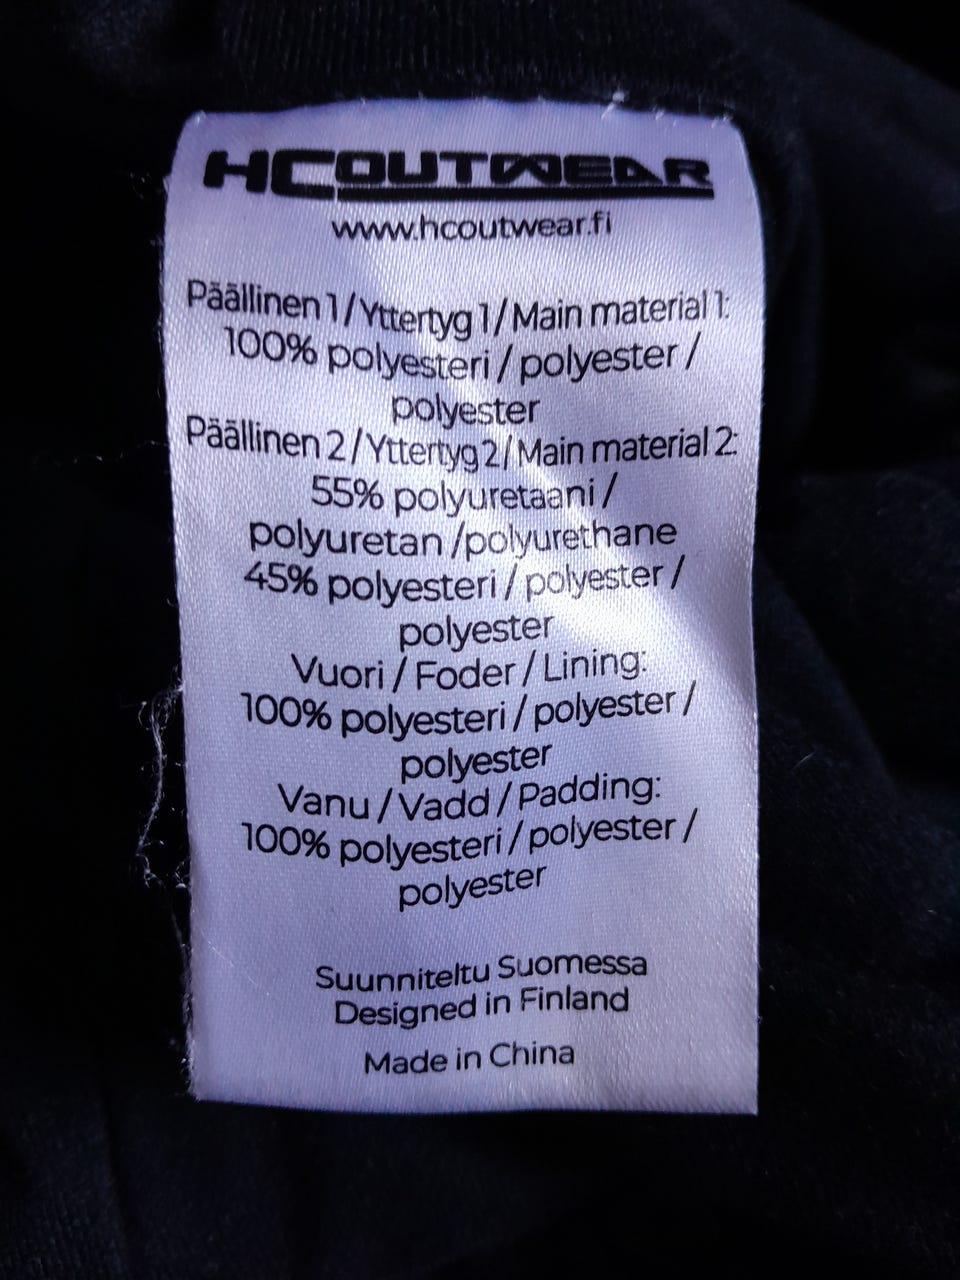 HCOUTWEAR
www.hcoutwear.fi
Päällinen 1/Yttertyg 1/Main material 1:
100% polyesteri / polyester /
polyester
Päällinen 2/Yttertyg 2/Main material 2:
55% polyuretaani /
polyuretan /polyurethane
45% polyesteri / polyester /
polyester
Vuori / Foder / Lining:
100% polyesteri / polyester /
polyester
Vanu / Vadd / Padding:
100% polyesteri / polyester /
polyester
Suunniteltu Suomessa
Designed in Finland
Made in China